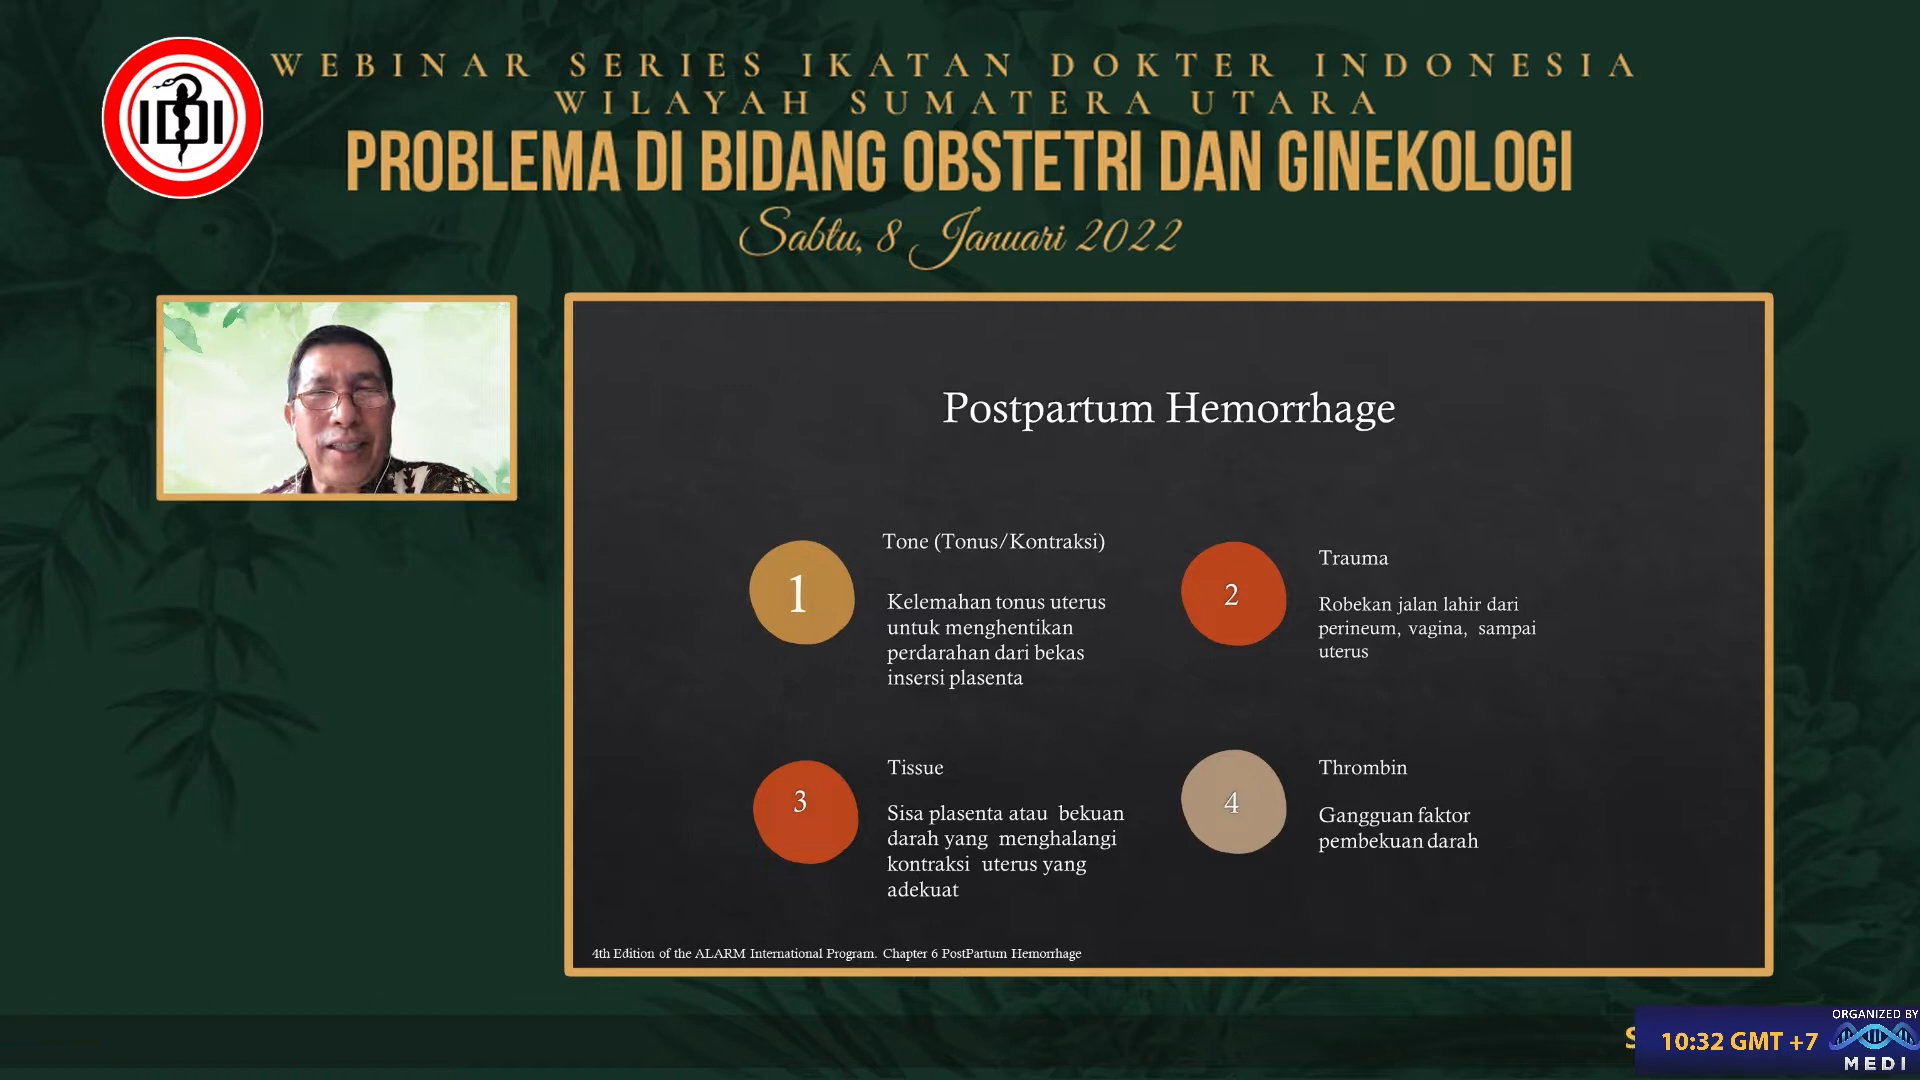 IDI
WEBINAR SERIES IKATAN DOKTER INDONESIA
WILAYAH SUMATERA UTARA
PROBLEMA DI BIDANG OBSTETRI DAN GINEKOLOGI
Sabtu, 8 Januari 2022
Postpartum Hemorrhage
1
Tone (Tonus/Kontraksi)
Kelemahan tonus uterus
untuk menghentikan
perdarahan dari bekas
insersi plasenta
2
Trauma
Robekan jalan lahir dari
perineum, vagina, sampai
uterus
3
Tissue
Sisa plasenta atau bekuan
darah yang menghalangi
kontraksi uterus yang
adekuat
4
Thrombin
Gangguan faktor
pembekuan darah
4th Edition of the ALARM International Program. Chapter 6 PostPartum Hemorrhage
10:32 GMT +7
ORGANIZED BY
MEDI